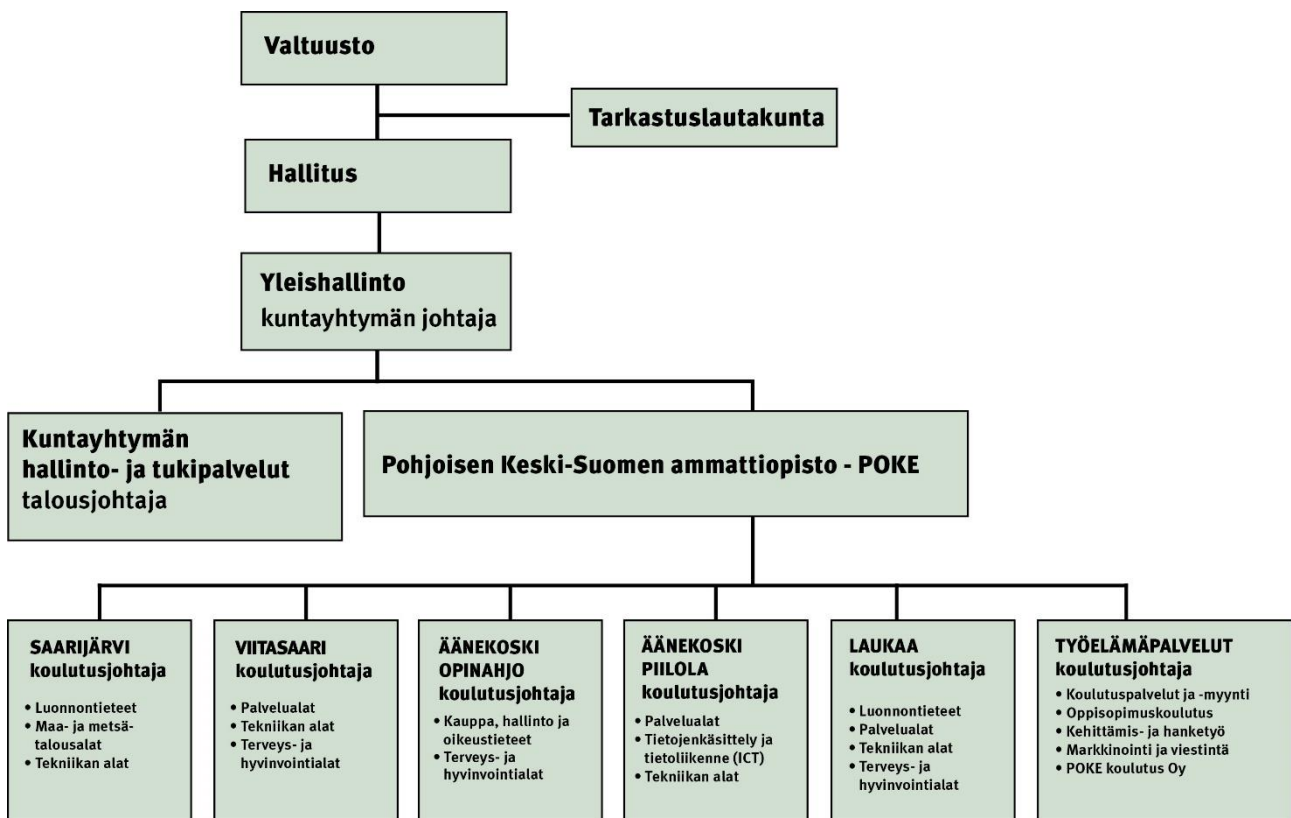 Valtuusto
Tarkastuslautakunta
Hallitus
Yleishallinto
kuntayhtymän johtaja
Kuntayhtymän
hallinto- ja tukipalvelut
talousjohtaja
Pohjoisen Keski-Suomen ammattiopisto - POKE
SAARIJÄRVI
koulutusjohtaja
• Luonnontieteet
• Maa- ja metsä-
talousalat
• Tekniikan alat
VIITASAARI
koulutusjohtaja
• Palvelualat
• Tekniikan alat
• Terveys- ja
hyvinvointialat
ÄÄNEKOSKI
OPINAHJO
koulutusjohtaja
• Kauppa, hallinto ja
oikeustieteet
• Terveys- ja
hyvinvointialat
ÄÄNEKOSKI
PIILOLA
koulutusjohtaja
• Palvelualat
• Tietojenkäsittely ja
tietoliikenne (ICT)
• Tekniikan alat
LAUKAA
koulutusjohtaja
• Luonnontieteet
• Palvelualat
• Tekniikan alat
• Terveys- ja
hyvinvointialat
TYÖELÄMÄPALVELUT
koulutusjohtaja
• Koulutuspalvelut ja -myynti
• Oppisopimuskoulutus
• Kehittämis- ja hanketyö
• Markkinointi ja viestintä
• POKE koulutus Oy